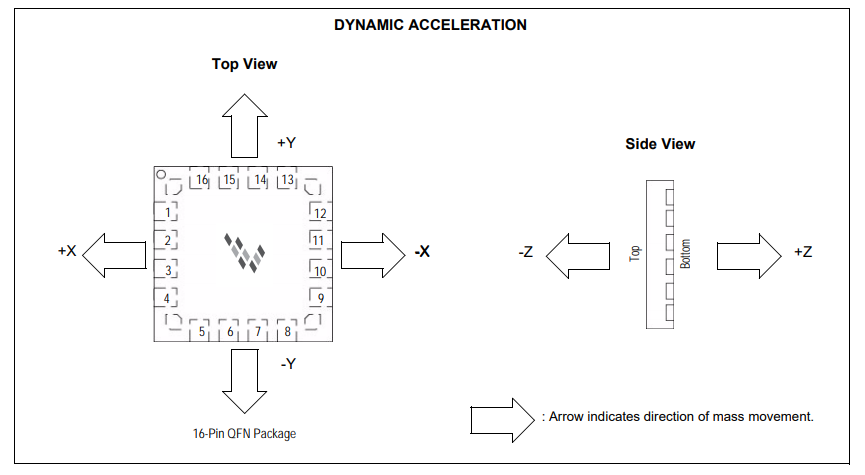 DYNAMIC ACCELERATION
Top View
+Y
Side View
16 15 14 13
1 12
2 11
3 10
4 9
5 6 7 8
+X
-X
-Y
-Z
Top
Bottom
+Z
16-Pin QFN Package
: Arrow indicates direction of mass movement.